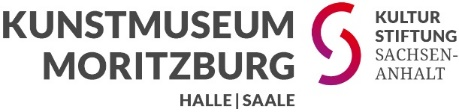 KUNSTMUSEUM
MORITZBURG
HALLE | SAALE
KULTUR
STIFTUNG
SACHSEN-
ANHALT